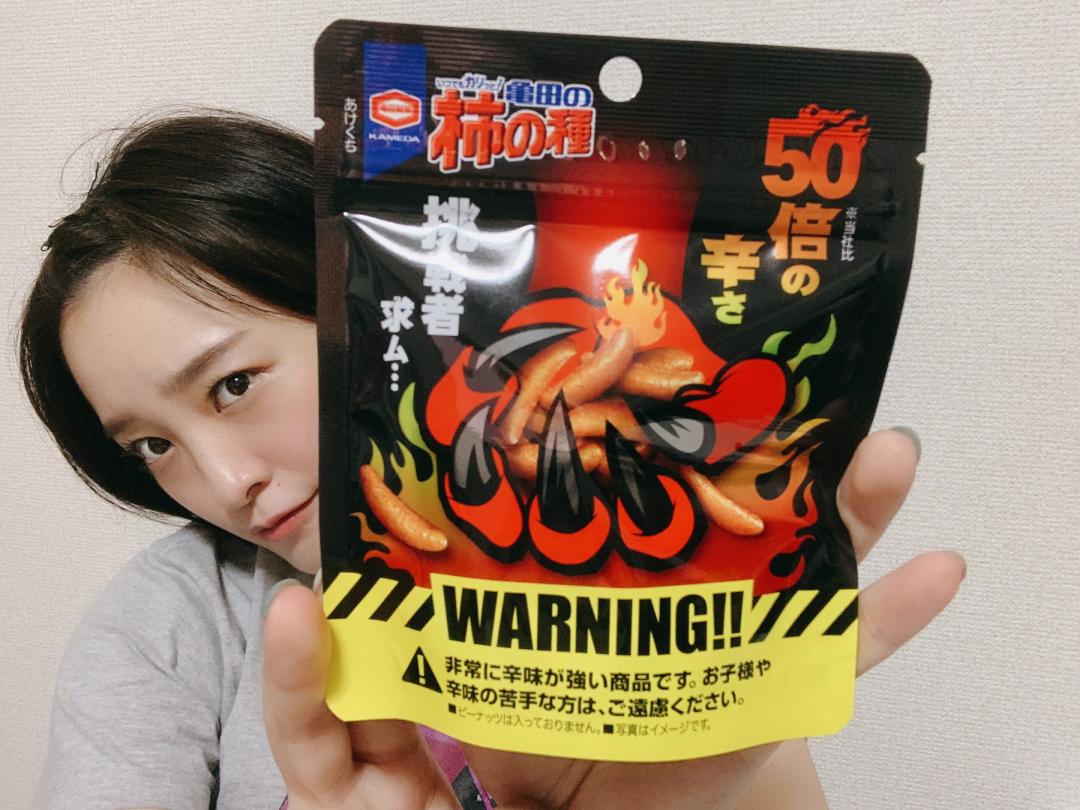 あけくち
KAMEDA
いつでもカリッと!
亀田の
柿の種
50倍の
辛さ
※当社比
挑戦者
求ム…
WARNING!!
非常に辛味が強い商品です。お子様や
辛味の苦手な方は、ご遠慮ください。
■ピーナッツは入っておりません。■写真はイメージです。